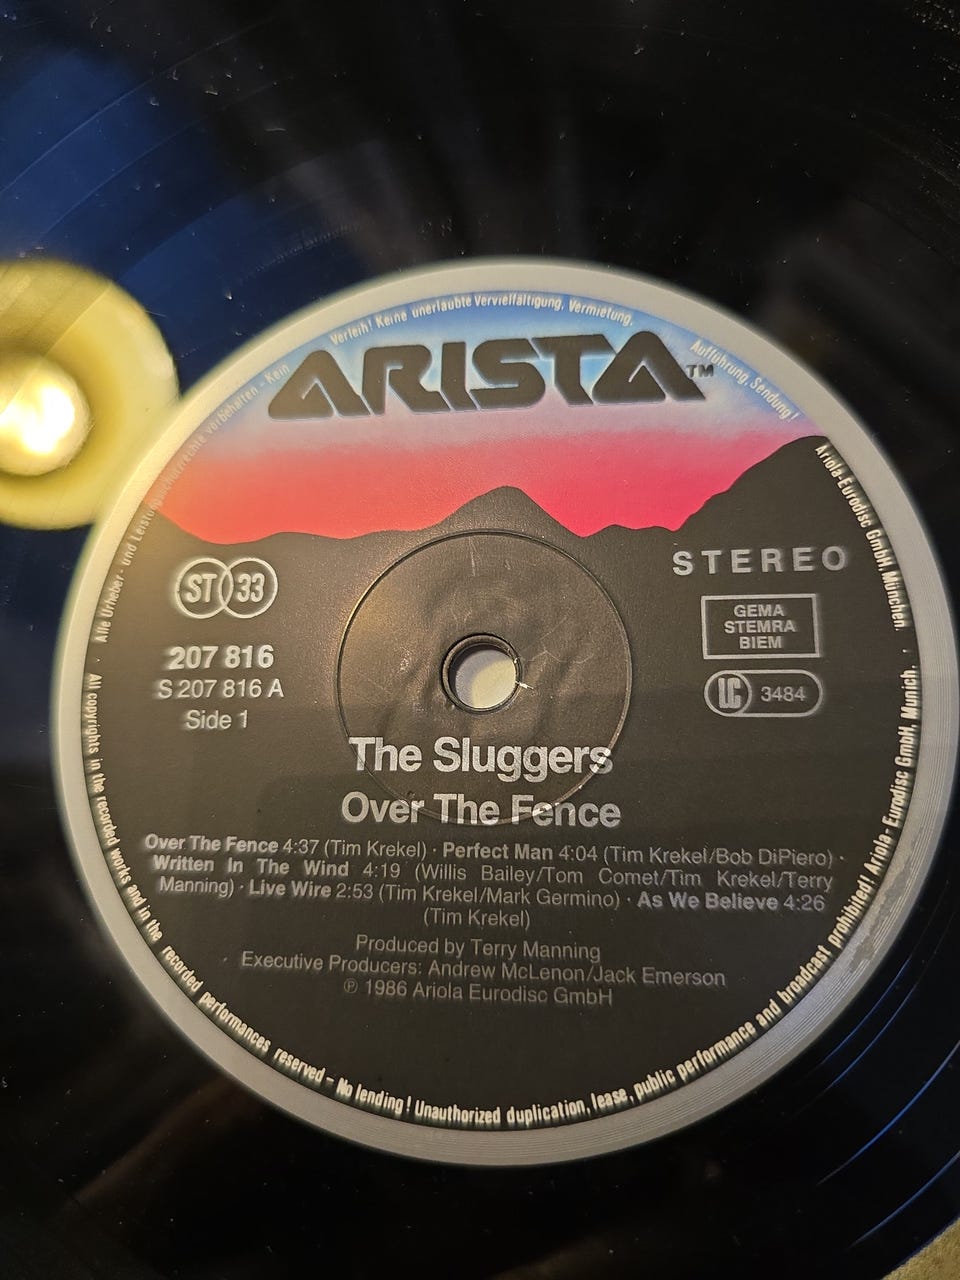 Alle Urheber- und Leistungsschutzrechte vorbehalten - Kein Verleih! Keine unerlaubte Vervielfältigung, Vermietung, Aufführung, Sendung!
ARISTA™
ST 33
STEREO
207 816
S 207 816 A
Side 1
GEMA
STEMRA
BIEM
LC 3484
The Sluggers
Over The Fence
Over The Fence 4:37 (Tim Krekel) · Perfect Man 4:04 (Tim Krekel/Bob DiPiero) ·
Written In The Wind 4:19 (Willis Bailey/Tom Comet/Tim Krekel/Terry
Manning) · Live Wire 2:53 (Tim Krekel/Mark Germino) · As We Believe 4:26
(Tim Krekel)
Produced by Terry Manning
Executive Producers: Andrew McLenon/Jack Emerson
℗ 1986 Ariola Eurodisc GmbH
Ariola-Eurodisc GmbH, München.
· All copyrights in the recorded works and in the recorded performances reserved – No lending! Unauthorized duplication, lease, public performance and broadcast prohibited! Ariola-Eurodisc GmbH, Munich. ·